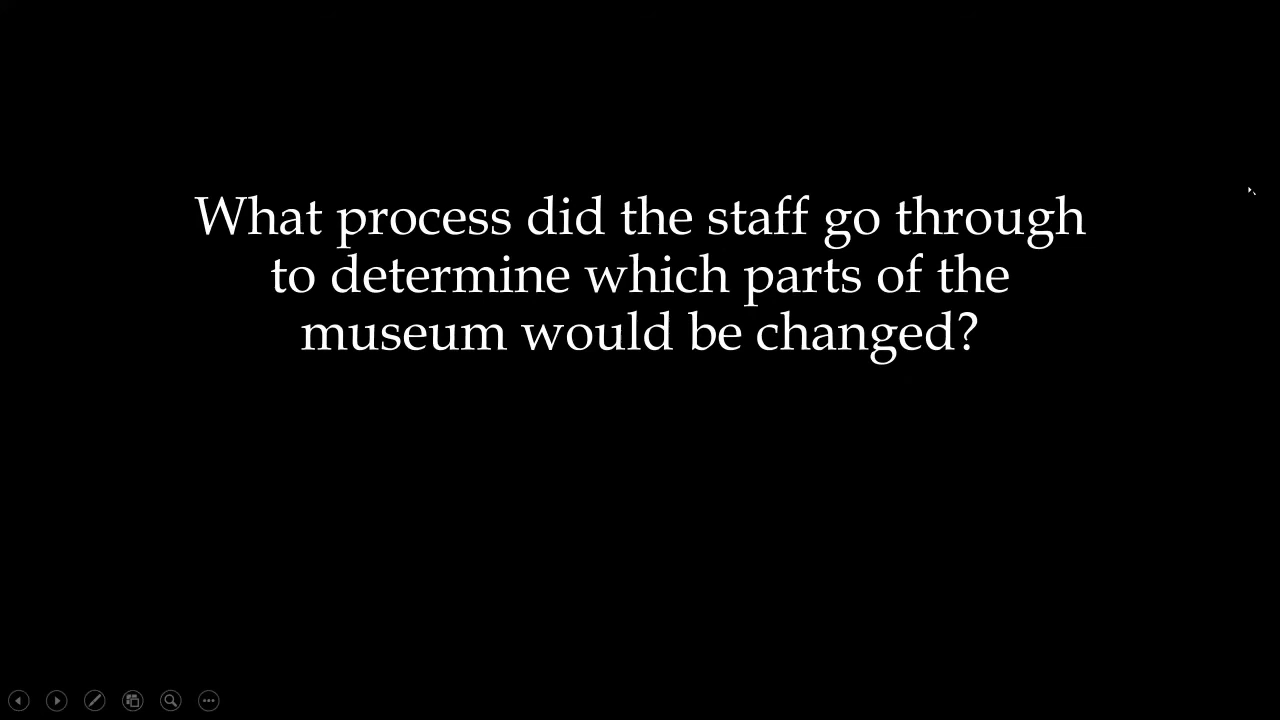 What process did the staff go through
to determine which parts of the
museum would be changed?